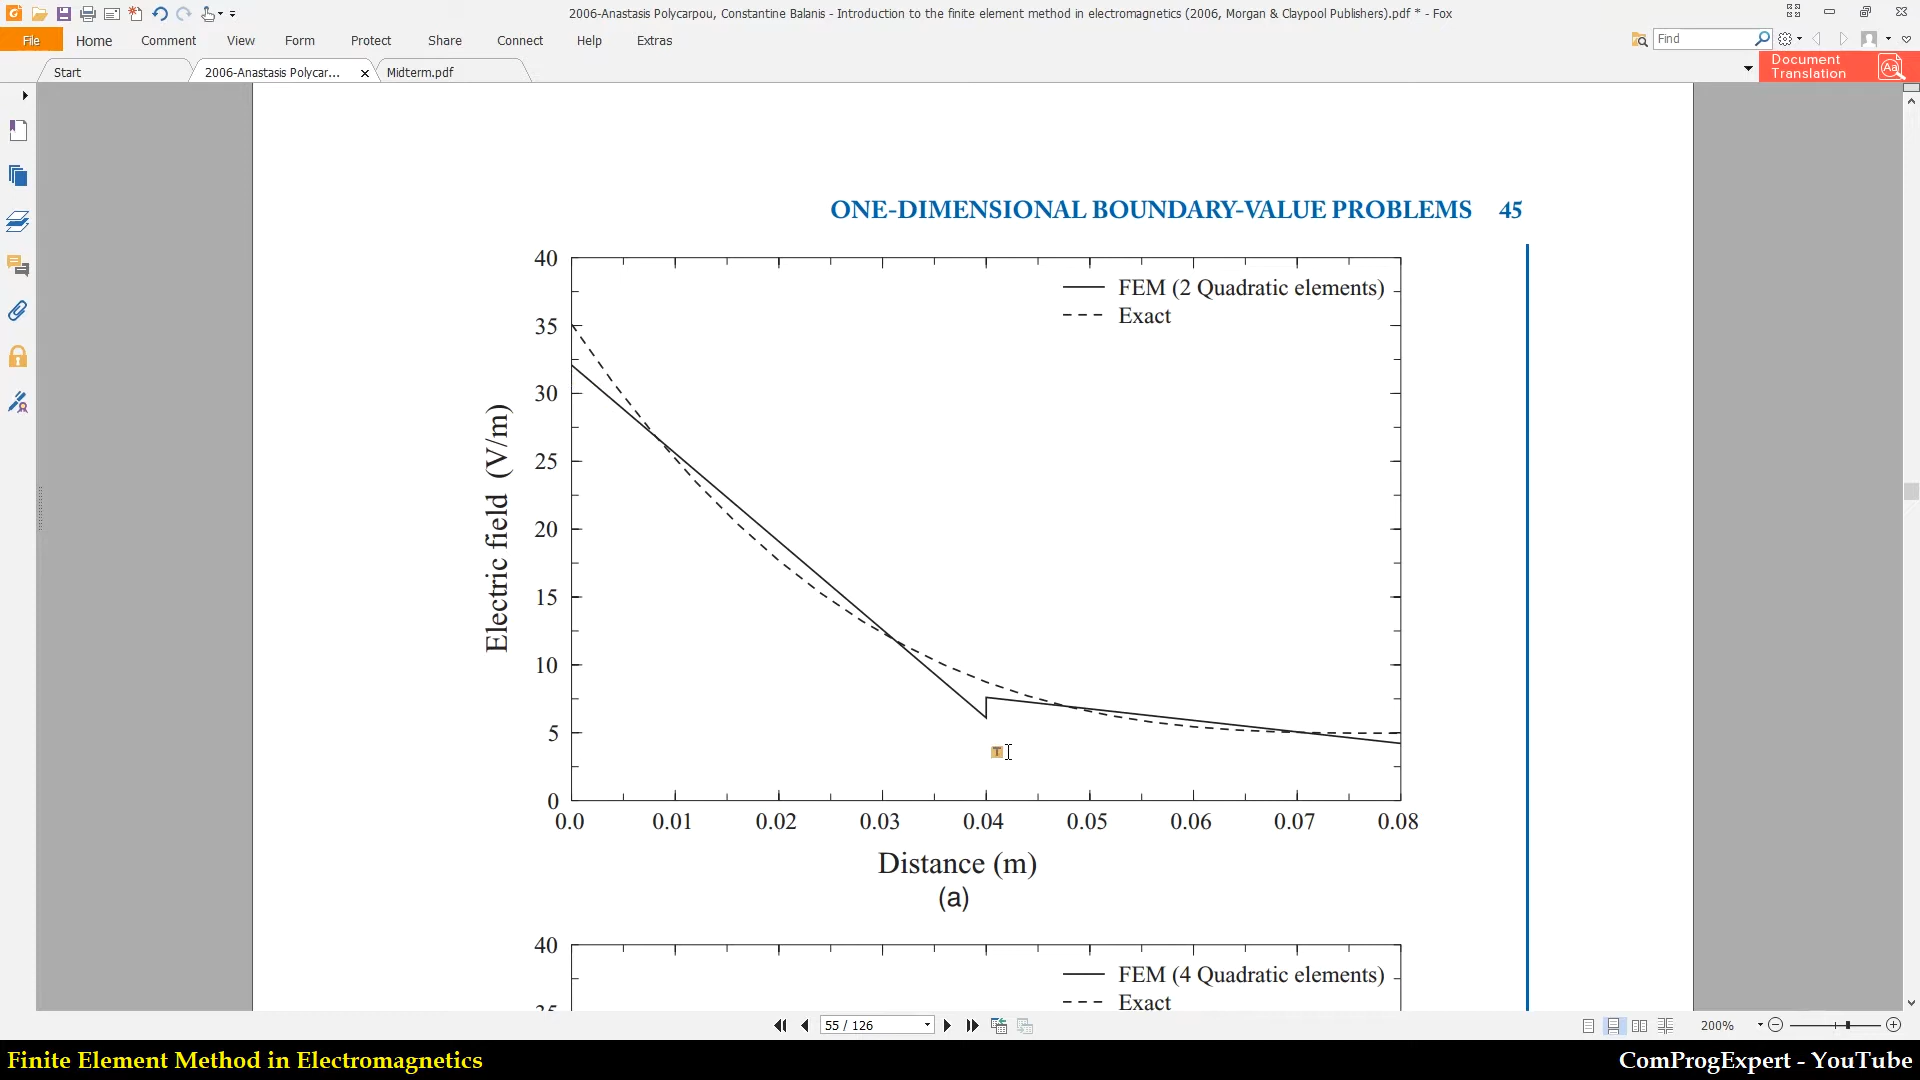 2006-Anastasis Polycarpou, Constantine Balanis - Introduction to the finite element method in electromagnetics (2006, Morgan & Claypool Publishers).pdf * - Fox
File Home Comment View Form Protect Share Connect Help Extras
Find
Start
2006-Anastasis Polycar... ×
Midterm.pdf
Document
Translation
ONE-DIMENSIONAL BOUNDARY-VALUE PROBLEMS 45
40
35
30
25
20
15
10
5
0
Electric field (V/m)
FEM (2 Quadratic elements)
Exact
T
0.0 0.01 0.02 0.03 0.04 0.05 0.06 0.07 0.08
Distance (m)
(a)
40
FEM (4 Quadratic elements)
Exact
35
55 / 126
200%
Finite Element Method in Electromagnetics
ComProgExpert - YouTube